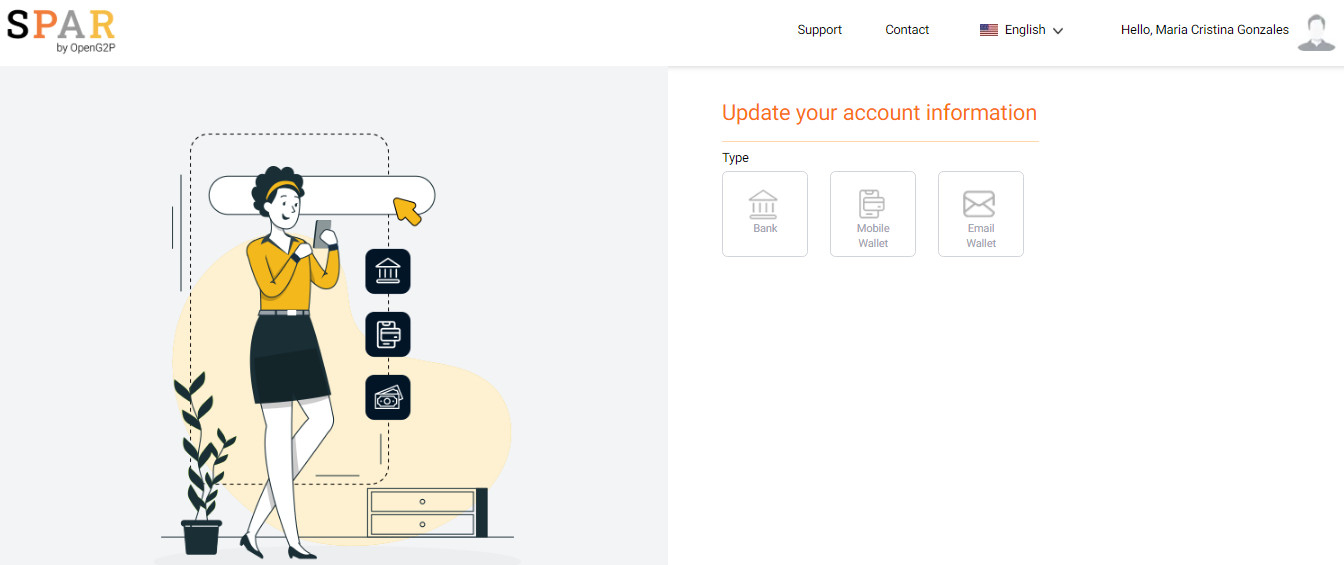 SPAR
by OpenG2P
Support
Contact
English
Hello, Maria Cristina Gonzales
Update your account information
Type
Bank
Mobile
Wallet
Email
Wallet